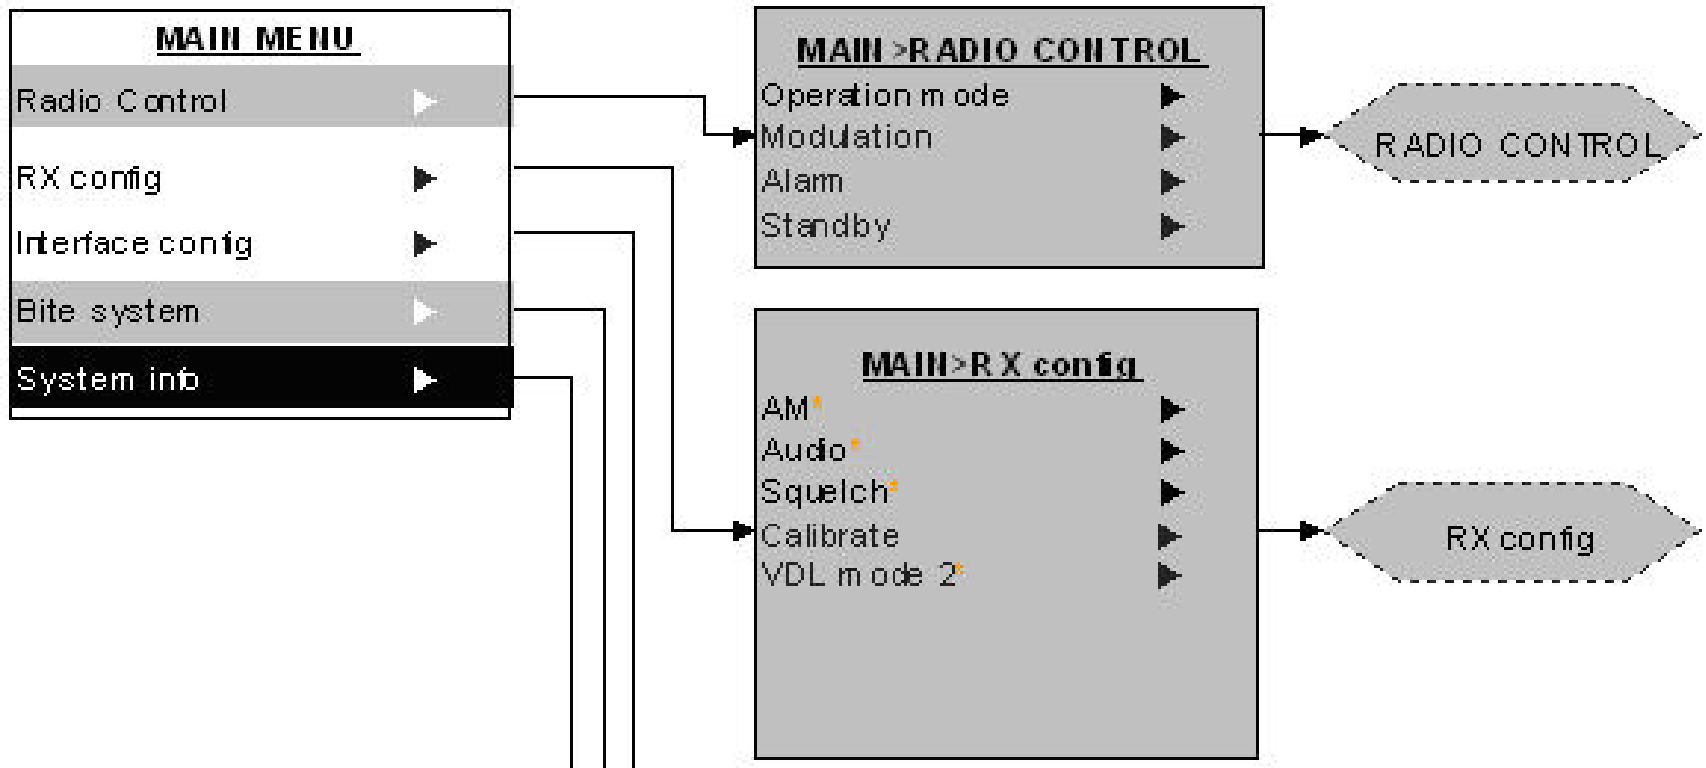 MAIN MENU
Radio Control
RX config
Interface config
Bite system
System info
MAIN >RADIO CONTROL
Operation mode
Modulation
Alarm
Standby
RADIO CONTROL
MAIN>RX config
AM*
Audio*
Squelch*
Calibrate
VDL mode 2*
RX config